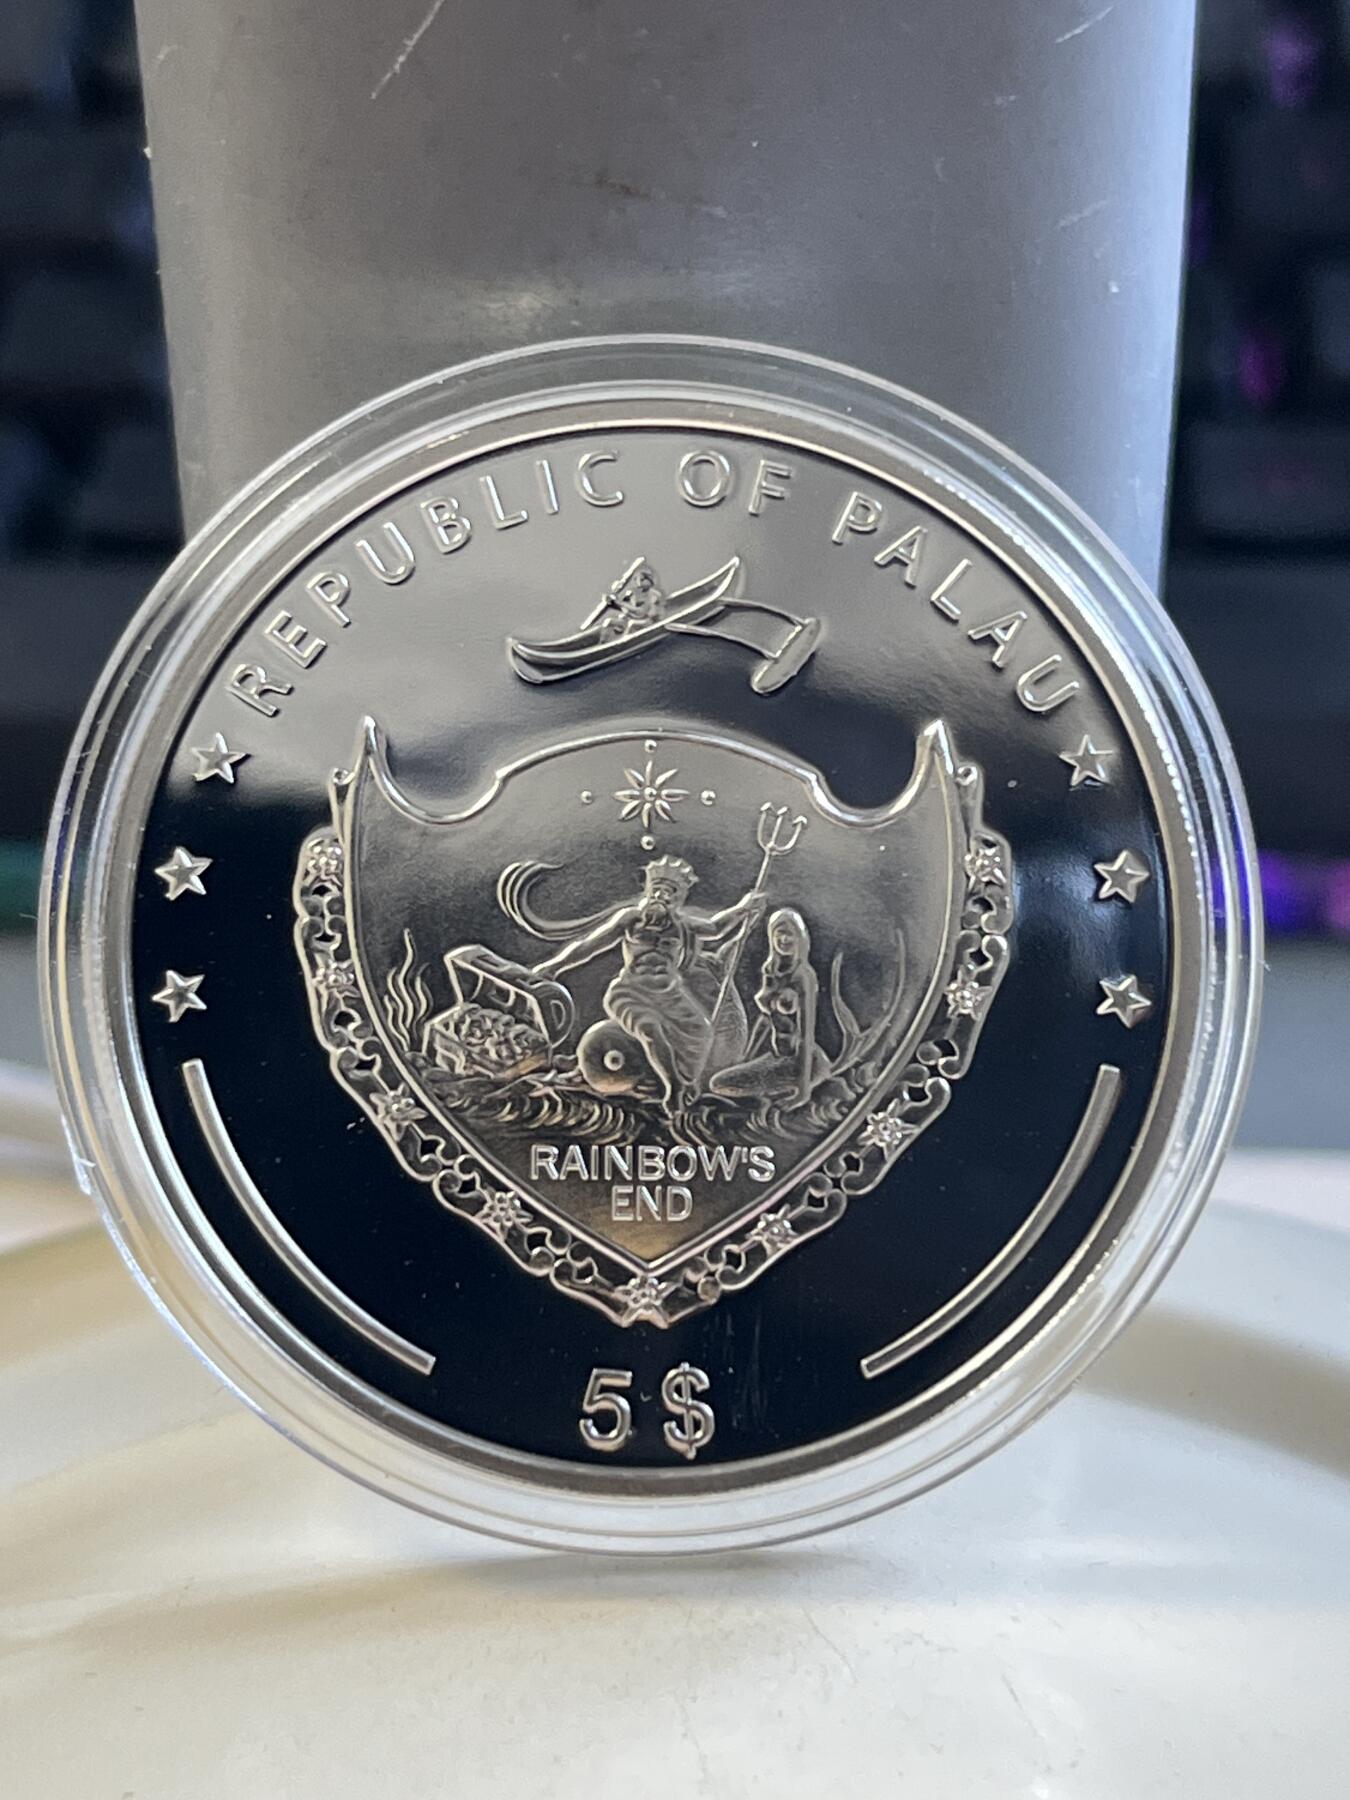 REPUBLIC OF PALAU
RAINBOW'S
END
5 $